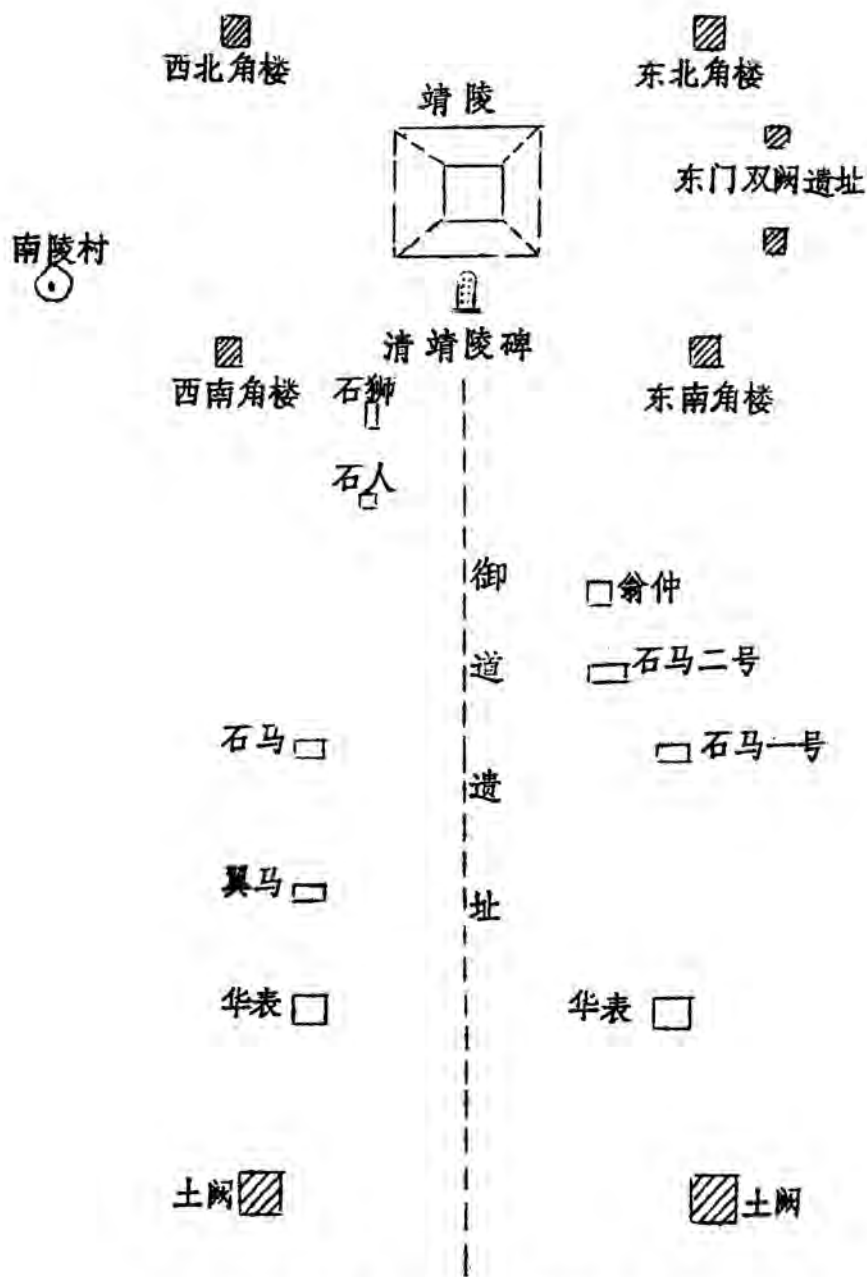 西北角楼
东北角楼
靖陵
东门双阙遗址
南陵村
清靖陵碑
西南角楼
石狮
东南角楼
石人
御道遗址
翁仲
石马二号
石马
石马一号
翼马
华表
华表
土阙
土阙